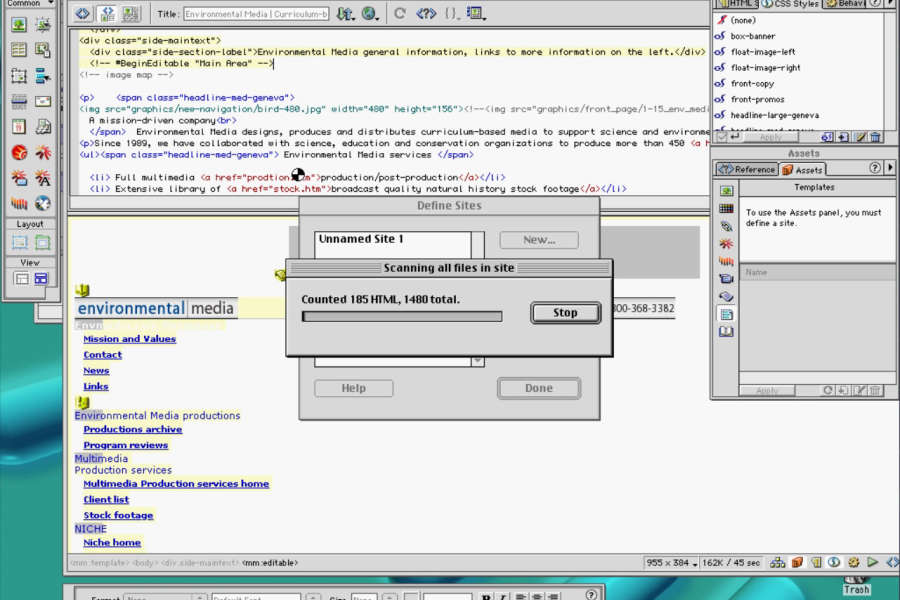 Common
Title: Environmental Media | Curriculum-b
HTML S
CSS Styles
Behavi
</div>
<div class="side-maintext">
<div class="side-section-label">Environmental Media general information, links to more information on the left.</div>
<!-- #BeginEditable "Main Area" -->
<!-- image map -->
<p> <span class="headline-med-geneva">
<img src="graphics/new-navigation/bird-480.jpg" width="480" height="156"><!--<img src="graphics/front_page/1-15_env_medi
A mission-driven company<br>
</span> Environmental Media designs, produces and distributes curriculum-based media to support science and environme
<p>Since 1989, we have collaborated with science, education and conservation organizations to produce more than 450 <a h
<ul><span class="headline-med-geneva"> Environmental Media services </span>
<li> Full multimedia <a href="prodtion.htm">production/post-production</a></li>
<li> Extensive library of <a href="stock.htm">broadcast quality natural history stock footage</a></li>
(none)
box-banner
float-image-left
float-image-right
front-copy
front-promos
headline-large-geneva
Apply
Assets
Reference
Assets
Templates
To use the Assets panel, you must
define a site.
Name
Apply
Layout
View
Define Sites
Unnamed Site 1
New...
Scanning all files in site
Counted 185 HTML, 1480 total.
Stop
Help
Done
environmental media
800-368-3382
Mission and Values
Contact
News
Links
Environmental Media productions
Productions archive
Program reviews
Multimedia
Production services
Multimedia Production services home
Client list
Stock footage
NICHE
Niche home
<mm:template> <body> <div.side-maintext> <mm:editable>
955 x 384
162K / 45 sec
Trash
Format None
Default Font
Size None
B I